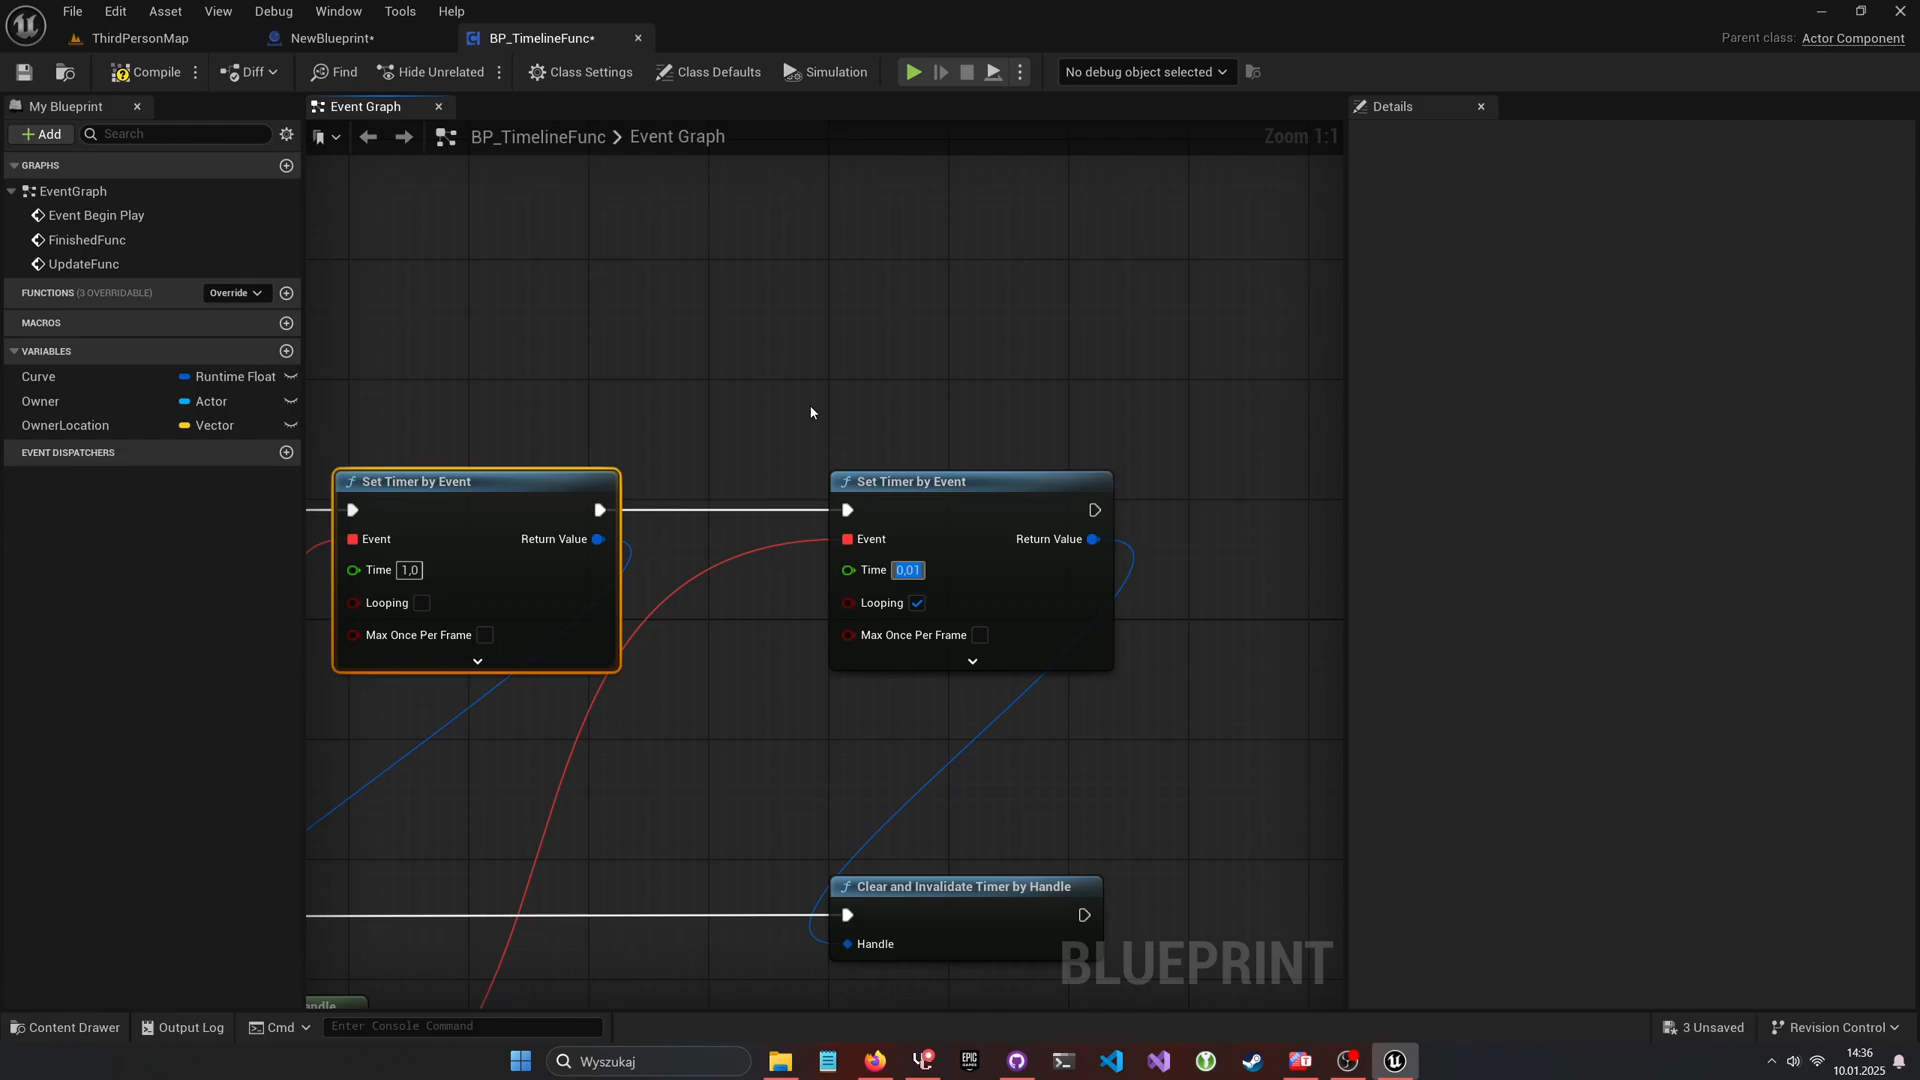 File Edit Asset View Debug Window Tools Help
ThirdPersonMap NewBlueprint* BP_TimelineFunc* Parent class: Actor Component
Compile Diff Find Hide Unrelated Class Settings Class Defaults Simulation No debug object selected
My Blueprint Event Graph Details
Add Search BP_TimelineFunc > Event Graph Zoom 1:1
GRAPHS
EventGraph
Event Begin Play
FinishedFunc
UpdateFunc
FUNCTIONS (3 OVERRIDABLE) Override
MACROS
VARIABLES
Curve Runtime Float
Owner Actor
OwnerLocation Vector
EVENT DISPATCHERS
Set Timer by Event
Event Return Value
Time 1,0
Looping
Max Once Per Frame
Set Timer by Event
Event Return Value
Time 0,01
Looping
Max Once Per Frame
Clear and Invalidate Timer by Handle
Handle
BLUEPRINT
Content Drawer Output Log Cmd Enter Console Command 3 Unsaved Revision Control
Wyszukaj
EPIC GAMES
14:36
10.01.2025